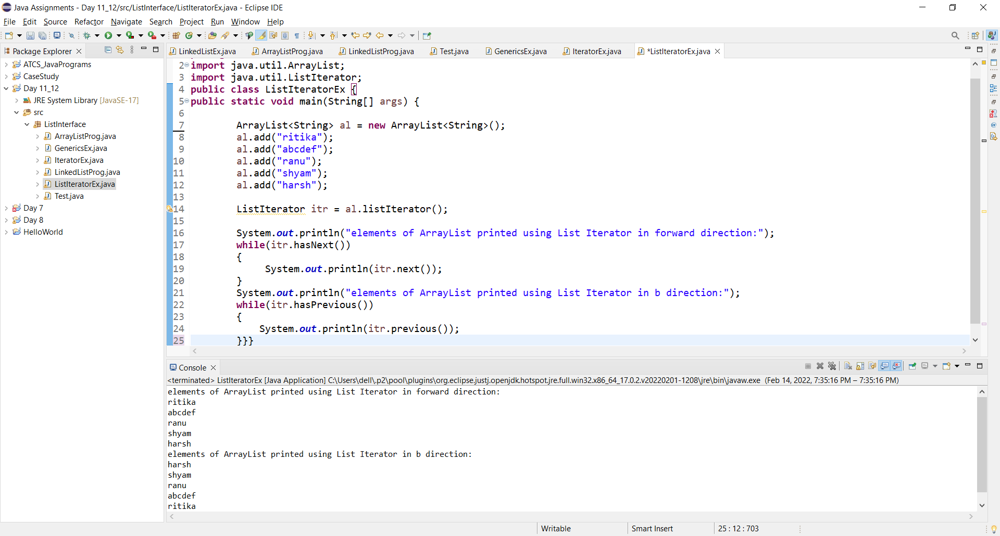 Java Assignments - Day 11_12/src/ListInterface/ListIteratorEx.java - Eclipse IDE
File Edit Source Refactor Navigate Search Project Run Window Help
Package Explorer
ATCS_JavaPrograms
CaseStudy
Day 11_12
JRE System Library [JavaSE-17]
src
ListInterface
ArrayListProg.java
GenericsEx.java
IteratorEx.java
LinkedListProg.java
ListIteratorEx.java
Test.java
Day 7
Day 8
HelloWorld
LinkedListEx.java ArrayListProg.java LinkedListProg.java Test.java GenericsEx.java IteratorEx.java *ListIteratorEx.java
2 import java.util.ArrayList;
3 import java.util.ListIterator;
4 public class ListIteratorEx {
5 public static void main(String[] args) {
6
7 ArrayList<String> al = new ArrayList<String>();
8 al.add("ritika");
9 al.add("abcdef");
10 al.add("ranu");
11 al.add("shyam");
12 al.add("harsh");
13
14 ListIterator itr = al.listIterator();
15
16 System.out.println("elements of ArrayList printed using List Iterator in forward direction:");
17 while(itr.hasNext())
18 {
19 System.out.println(itr.next());
20 }
21 System.out.println("elements of ArrayList printed using List Iterator in b direction:");
22 while(itr.hasPrevious())
23 {
24 System.out.println(itr.previous());
25 }}}
Console
<terminated> ListIteratorEx [Java Application] C:\Users\dell\.p2\pool\plugins\org.eclipse.justj.openjdk.hotspot.jre.full.win32.x86_64_17.0.2.v20220201-1208\jre\bin\javaw.exe (Feb 14, 2022, 7:35:16 PM – 7:35:16 PM)
elements of ArrayList printed using List Iterator in forward direction:
ritika
abcdef
ranu
shyam
harsh
elements of ArrayList printed using List Iterator in b direction:
harsh
shyam
ranu
abcdef
ritika
Writable Smart Insert 25 : 12 : 703